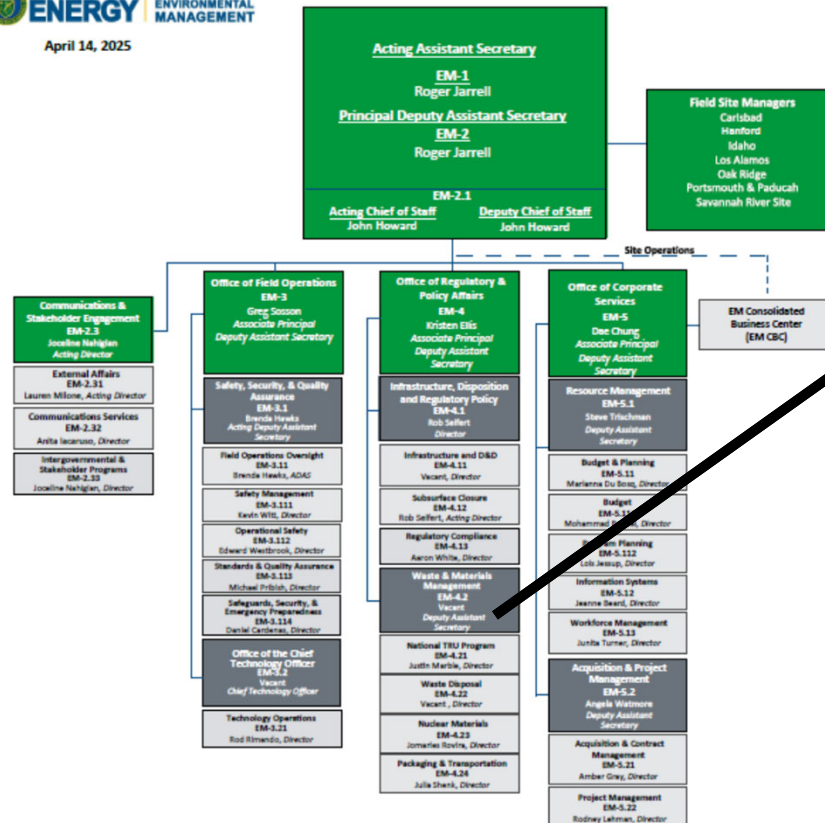 ENERGY
ENVIRONMENTAL
MANAGEMENT
April 14, 2025
Acting Assistant Secretary
EM-1
Roger Jarrell
Principal Deputy Assistant Secretary
EM-2
Roger Jarrell
EM-2.1
Acting Chief of Staff
John Howard
Deputy Chief of Staff
John Howard
Field Site Managers
Carlsbad
Hanford
Idaho
Los Alamos
Oak Ridge
Portsmouth & Paducah
Savannah River Site
Site Operations
EM Consolidated
Business Center
(EM CBC)
Communications &
Stakeholder Engagement
EM-2.3
Joceline Nahigian
Acting Director
External Affairs
EM-2.31
Lauren Milone, Acting Director
Communications Services
EM-2.32
Anita Iacaruso, Director
Intergovernmental &
Stakeholder Programs
EM-2.33
Joceline Nahigian, Director
Office of Field Operations
EM-3
Greg Sosson
Associate Principal
Deputy Assistant Secretary
Safety, Security, & Quality
Assurance
EM-3.1
Brenda Hawks
Acting Deputy Assistant
Secretary
Field Operations Oversight
EM-3.11
Brenda Hawks, ADAS
Safety Management
EM-3.111
Kevin Witt, Director
Operational Safety
EM-3.112
Edward Westbrook, Director
Standards & Quality Assurance
EM-3.113
Michael Pribish, Director
Safeguards, Security, &
Emergency Preparedness
EM-3.114
Daniel Cardenas, Director
Office of the Chief
Technology Officer
EM-3.2
Vacant
Chief Technology Officer
Technology Operations
EM-3.21
Rod Rimando, Director
Office of Regulatory &
Policy Affairs
EM-4
Kristen Ellis
Associate Principal
Deputy Assistant
Secretary
Infrastructure, Disposition
and Regulatory Policy
EM-4.1
Rob Seifert
Director
Infrastructure and D&D
EM-4.11
Vacant, Director
Subsurface Closure
EM-4.12
Rob Seifert, Acting Director
Regulatory Compliance
EM-4.13
Aaron White, Director
Waste & Materials
Management
EM-4.2
Vacant
Deputy Assistant
Secretary
National TRU Program
EM-4.21
Justin Marble, Director
Waste Disposal
EM-4.22
Vacant , Director
Nuclear Materials
EM-4.23
Jomaries Rovira, Director
Packaging & Transportation
EM-4.24
Julia Shenk, Director
Office of Corporate
Services
EM-5
Dae Chung
Associate Principal
Deputy Assistant
Secretary
Resource Management
EM-5.1
Steve Trischman
Deputy Assistant
Secretary
Budget & Planning
EM-5.11
Marianna Du Bosq, Director
Budget
Mohammad Director
Planning
EM-5.112
Lois Jessup, Director
Information Systems
EM-5.12
Jeanne Beard, Director
Workforce Management
EM-5.13
Junita Turner, Director
Acquisition & Project
Management
EM-5.2
Angela Watmore
Deputy Assistant
Secretary
Acquisition & Contract
Management
EM-5.21
Amber Grey, Director
Project Management
EM-5.22
Rodney Lehman, Director